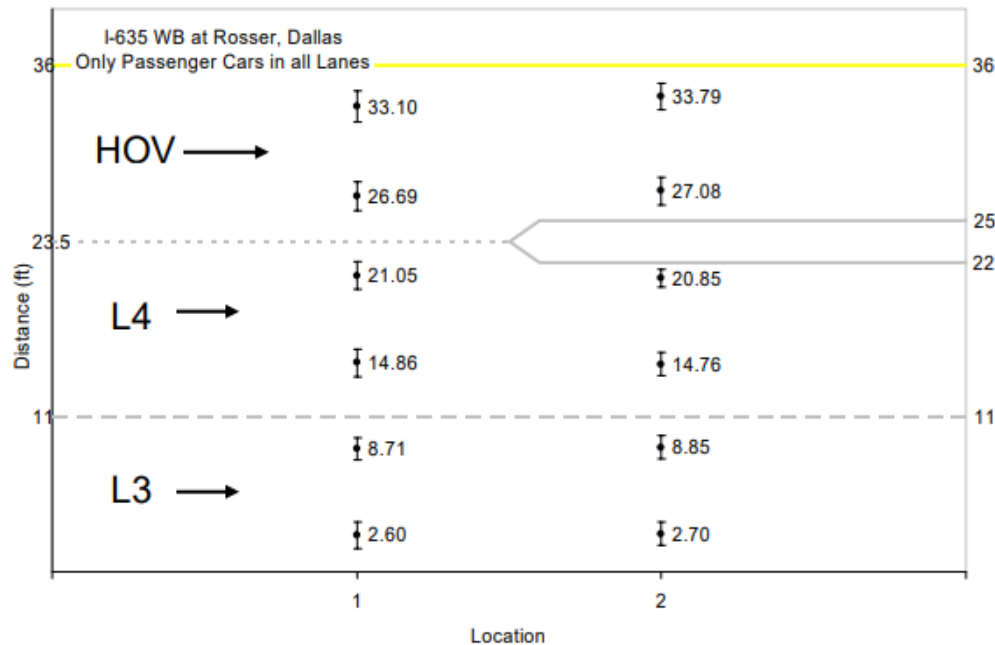 I-635 WB at Rosser, Dallas
36 Only Passenger Cars in all Lanes 36
33.10 33.79
HOV
26.69 27.08
25
23.5
22
21.05 20.85
L4
14.86 14.76
11 11
8.71 8.85
L3
2.60 2.70
Distance (ft)
1 2
Location